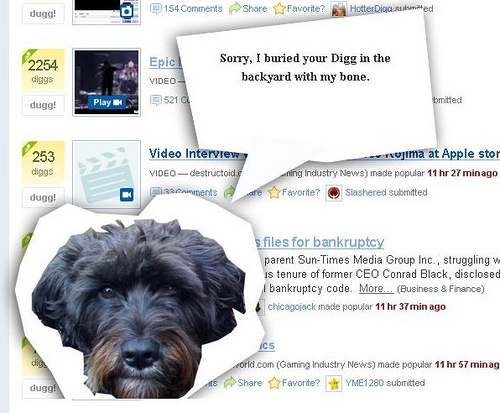 154 Comments Share Favorite? HotterDigg submitted
Sorry, I buried your Digg in the
backyard with my bone.
dugg!
2254
diggs
Epic
VIDEO —
Play
521
dugg!
submitted
253
diggs
Video Interview Kojima at Apple stor
VIDEO — destructoid. (Gaming Industry News) made popular 11 hr 27 min ago
dugg!
33 Comments Share Favorite? Slashered submitted
files for bankruptcy
parent Sun-Times Media Group Inc., struggling w
us tenure of former CEO Conrad Black, disclosed
bankruptcy code. More... (Business & Finance)
chicagojack made popular 11 hr 37 min ago
world.com (Gaming Industry News) made popular 11 hr 57 min ag
dugg!
Share Favorite? YME1280 submitted